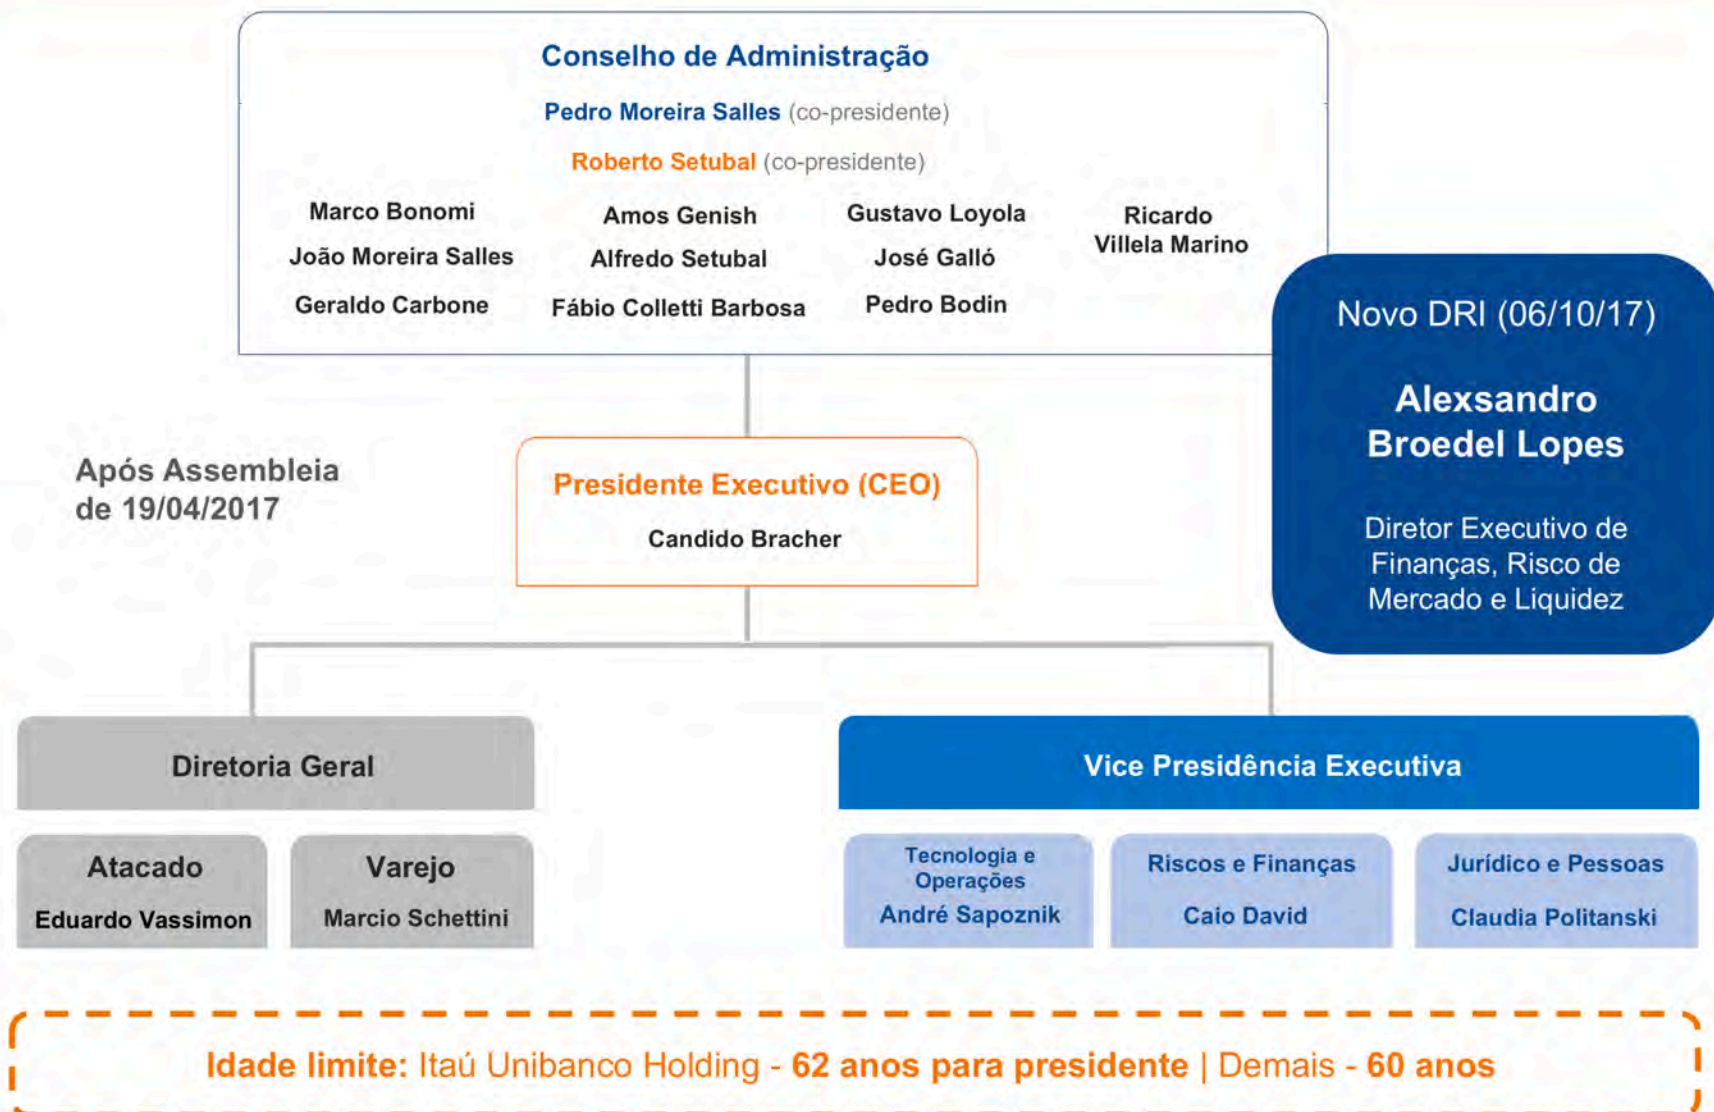 Conselho de Administração
Pedro Moreira Salles (co-presidente)
Roberto Setubal (co-presidente)
Marco Bonomi
João Moreira Salles
Geraldo Carbone
Amos Genish
Alfredo Setubal
Fábio Colletti Barbosa
Gustavo Loyola
José Galló
Pedro Bodin
Ricardo
Villela Marino
Novo DRI (06/10/17)
Alexsandro
Broedel Lopes
Diretor Executivo de
Finanças, Risco de
Mercado e Liquidez
Após Assembleia
de 19/04/2017
Presidente Executivo (CEO)
Candido Bracher
Diretoria Geral
Atacado
Eduardo Vassimon
Varejo
Marcio Schettini
Vice Presidência Executiva
Tecnologia e
Operações
André Sapoznik
Riscos e Finanças
Caio David
Jurídico e Pessoas
Claudia Politanski
Idade limite: Itaú Unibanco Holding - 62 anos para presidente | Demais - 60 anos